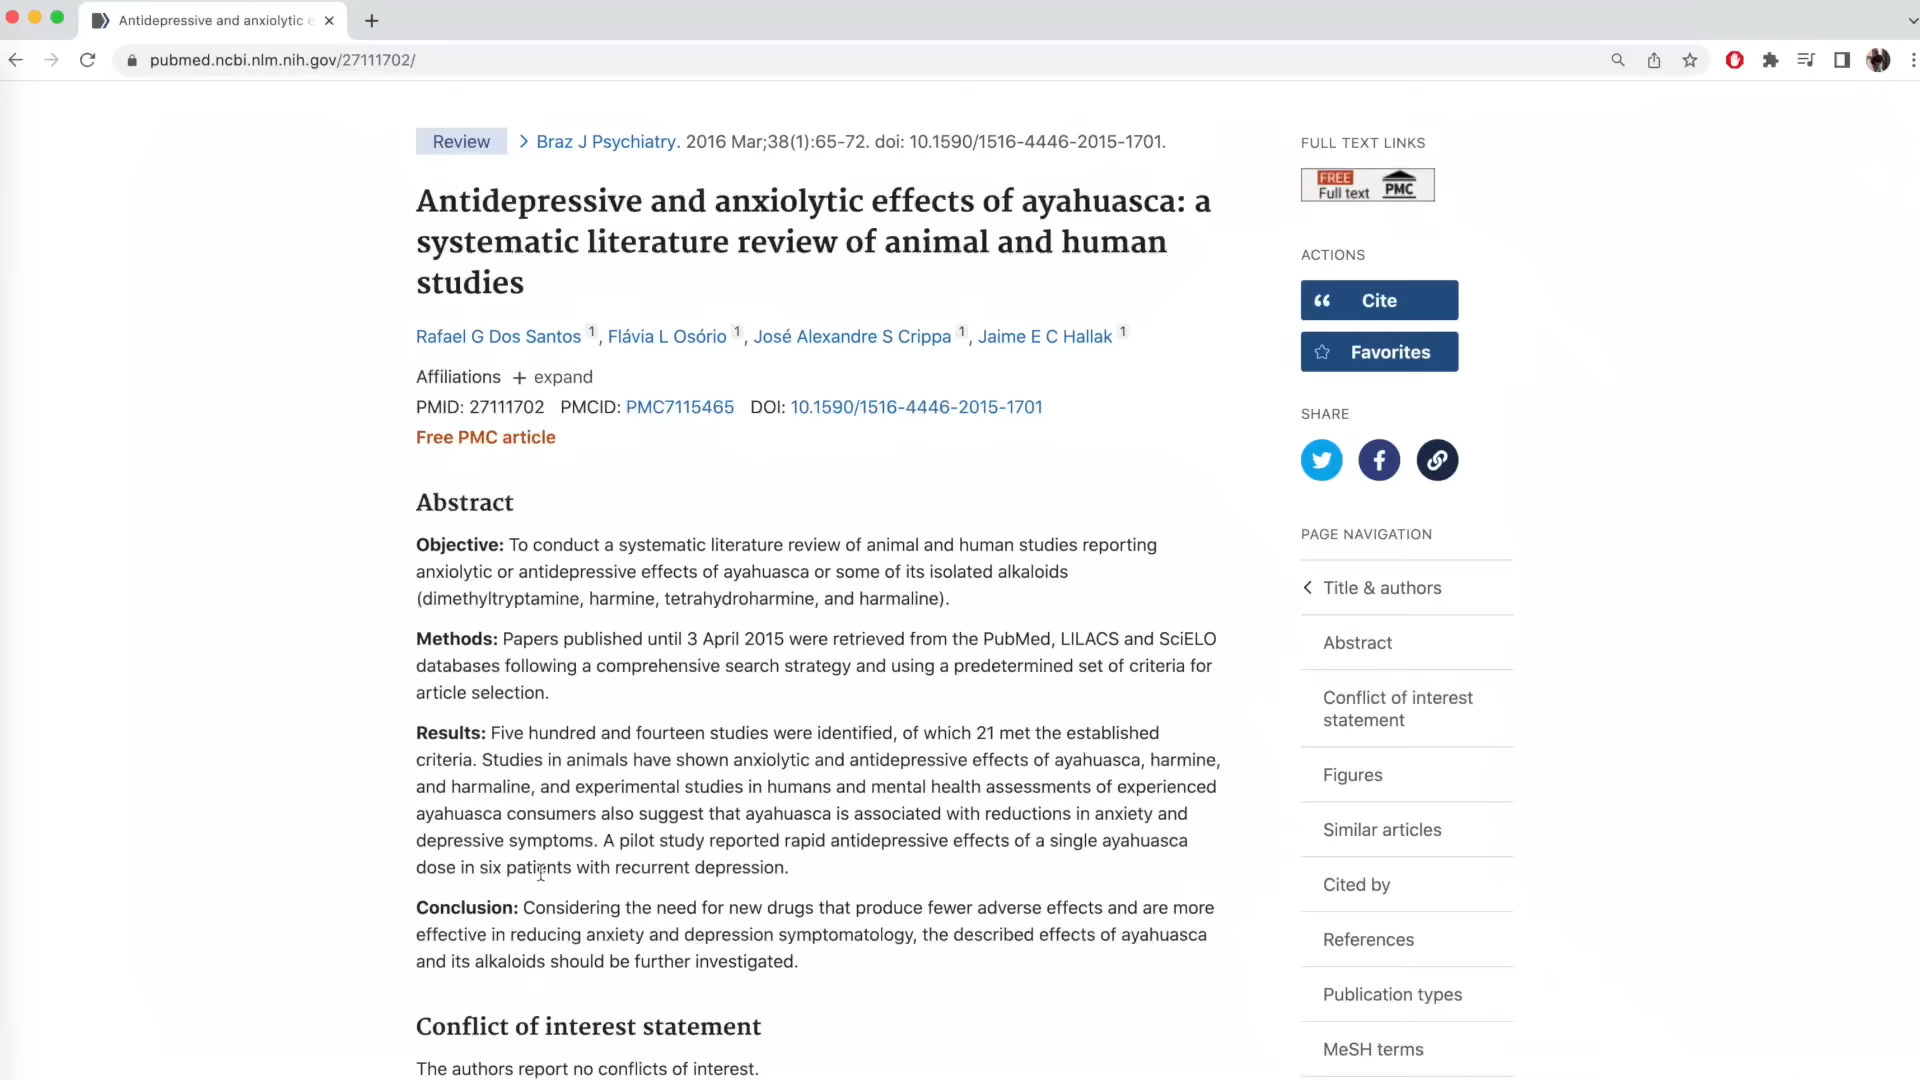 Antidepressive and anxiolytic e
pubmed.ncbi.nlm.nih.gov/27111702/
Review
Braz J Psychiatry. 2016 Mar;38(1):65-72. doi: 10.1590/1516-4446-2015-1701.
Antidepressive and anxiolytic effects of ayahuasca: a
systematic literature review of animal and human
studies
Rafael G Dos Santos 1, Flávia L Osório 1, José Alexandre S Crippa 1, Jaime E C Hallak 1
Affiliations + expand
PMID: 27111702 PMCID: PMC7115465 DOI: 10.1590/1516-4446-2015-1701
Free PMC article
Abstract
Objective: To conduct a systematic literature review of animal and human studies reporting
anxiolytic or antidepressive effects of ayahuasca or some of its isolated alkaloids
(dimethyltryptamine, harmine, tetrahydroharmine, and harmaline).
Methods: Papers published until 3 April 2015 were retrieved from the PubMed, LILACS and SciELO
databases following a comprehensive search strategy and using a predetermined set of criteria for
article selection.
Results: Five hundred and fourteen studies were identified, of which 21 met the established
criteria. Studies in animals have shown anxiolytic and antidepressive effects of ayahuasca, harmine,
and harmaline, and experimental studies in humans and mental health assessments of experienced
ayahuasca consumers also suggest that ayahuasca is associated with reductions in anxiety and
depressive symptoms. A pilot study reported rapid antidepressive effects of a single ayahuasca
dose in six patients with recurrent depression.
Conclusion: Considering the need for new drugs that produce fewer adverse effects and are more
effective in reducing anxiety and depression symptomatology, the described effects of ayahuasca
and its alkaloids should be further investigated.
Conflict of interest statement
The authors report no conflicts of interest.
FULL TEXT LINKS
FREE
Full text
PMC
ACTIONS
Cite
Favorites
SHARE
PAGE NAVIGATION
Title & authors
Abstract
Conflict of interest
statement
Figures
Similar articles
Cited by
References
Publication types
MeSH terms